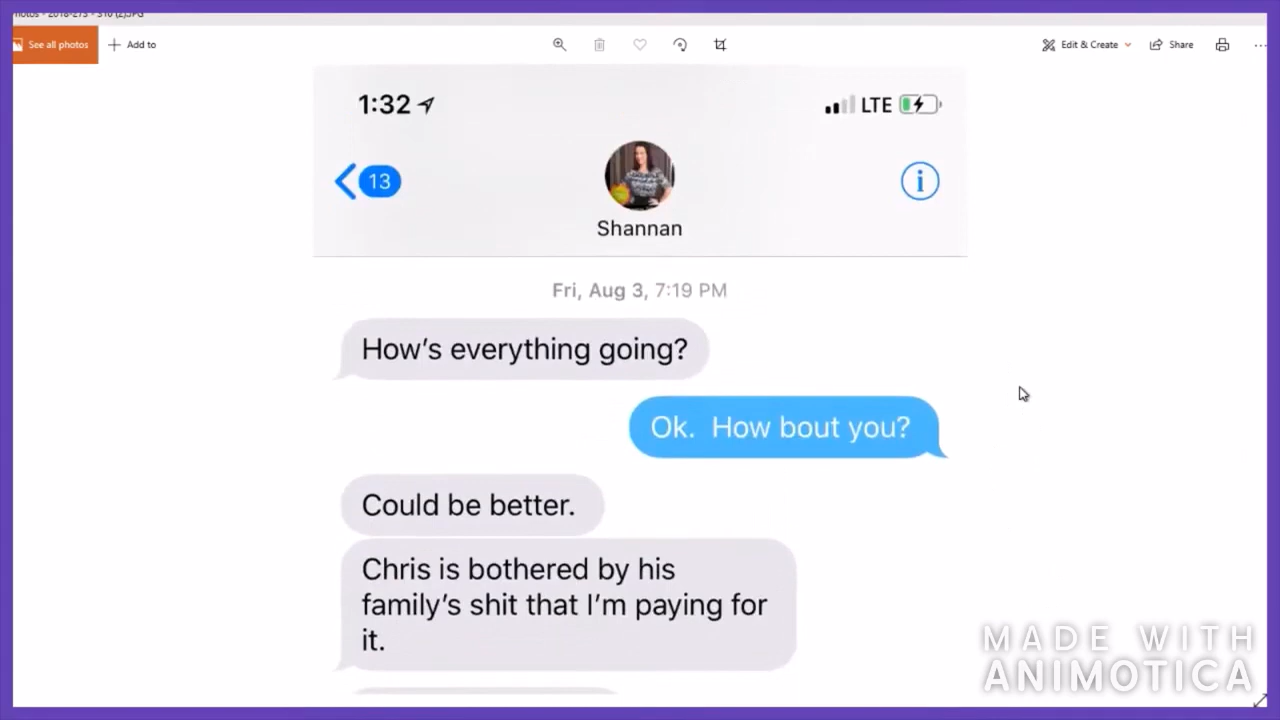 See all photos
Add to
Edit & Create
Share
1:32
LTE
13
Shannan
Fri, Aug 3, 7:19 PM
How’s everything going?
Ok. How bout you?
Could be better.
Chris is bothered by his
family’s shit that I’m paying for
it.
MADE WITH
ANIMOTICA